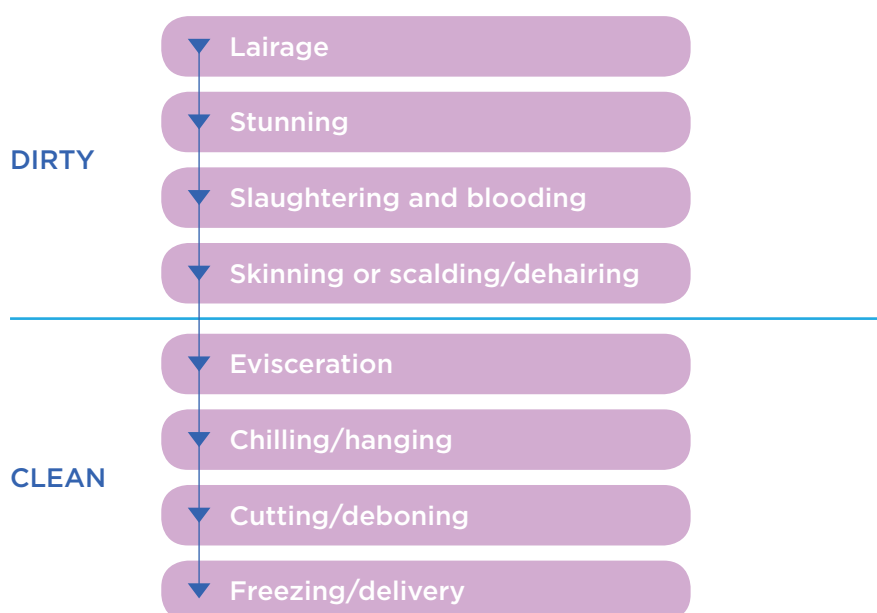 Lairage
Stunning
DIRTY
Slaughtering and blooding
Skinning or scalding/dehairing
Evisceration
Chilling/hanging
CLEAN
Cutting/deboning
Freezing/delivery